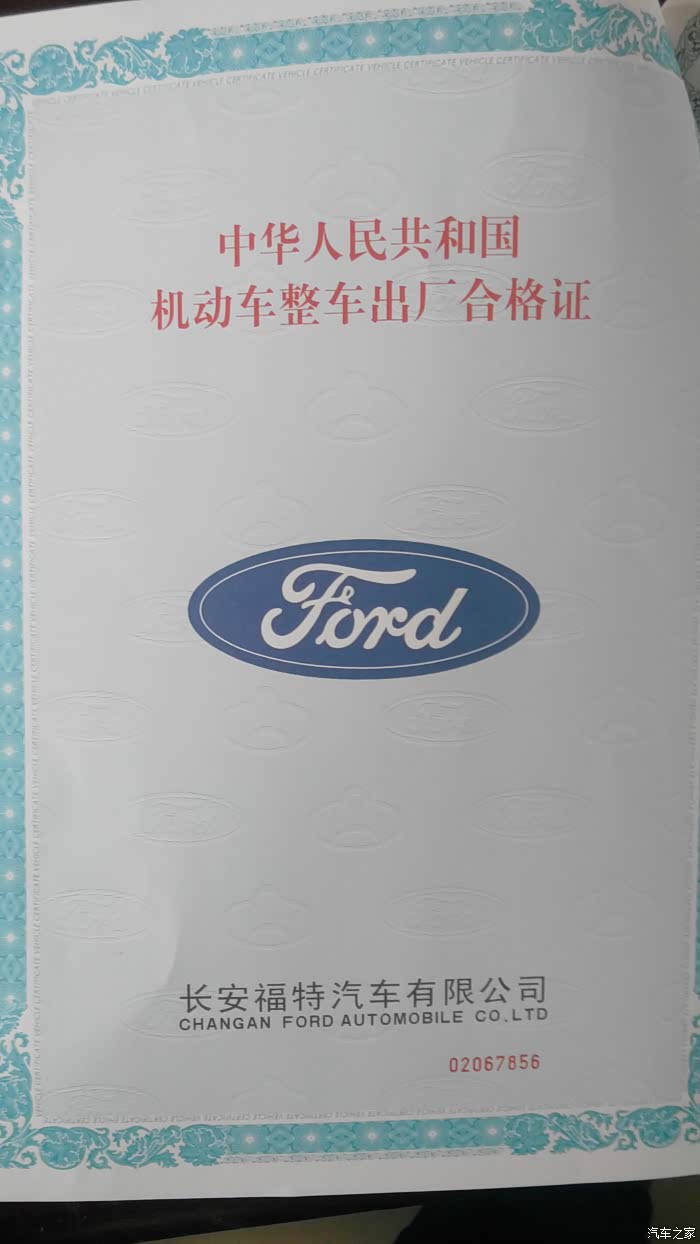 中华人民共和国
机动车整车出厂合格证
Ford
长安福特汽车有限公司
CHANGAN FORD AUTOMOBILE CO.LTD
02067856
汽车之家